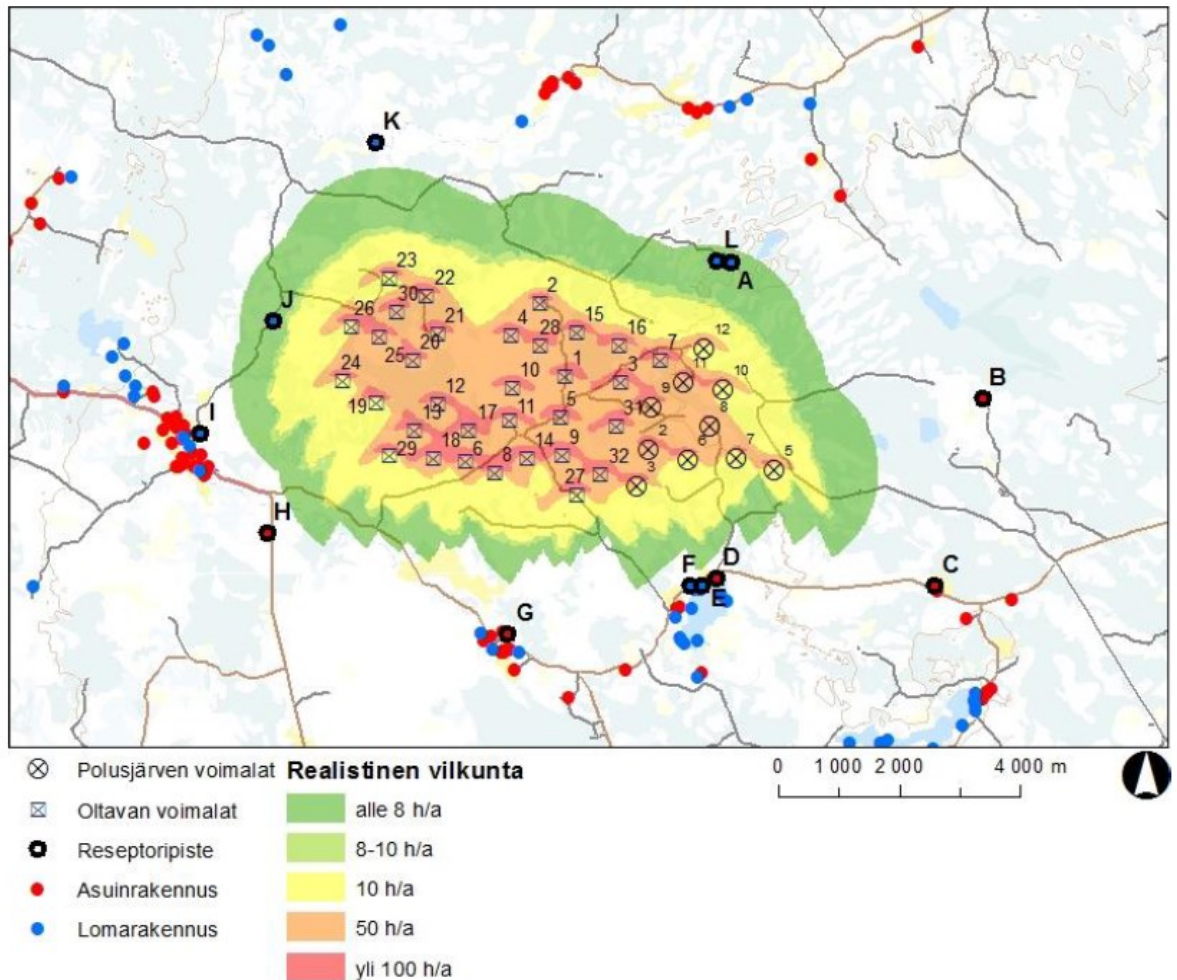 K
L
A
23
22
30
2
J
26
21
4
28
15
16
7
12
25
20
24
1
3
11
10
10
9
B
19
12
13
17
11
5
31
8
I
29
18
6
8
14
9
2
6
7
5
27
32
3
H
F
D
E
C
G
Polusjärven voimalat
Oltavan voimalat
Reseptoripiste
Asuinrakennus
Lomarakennus
Realistinen vilkunta
alle 8 h/a
8-10 h/a
10 h/a
50 h/a
yli 100 h/a
0 1 000 2 000 4 000 m